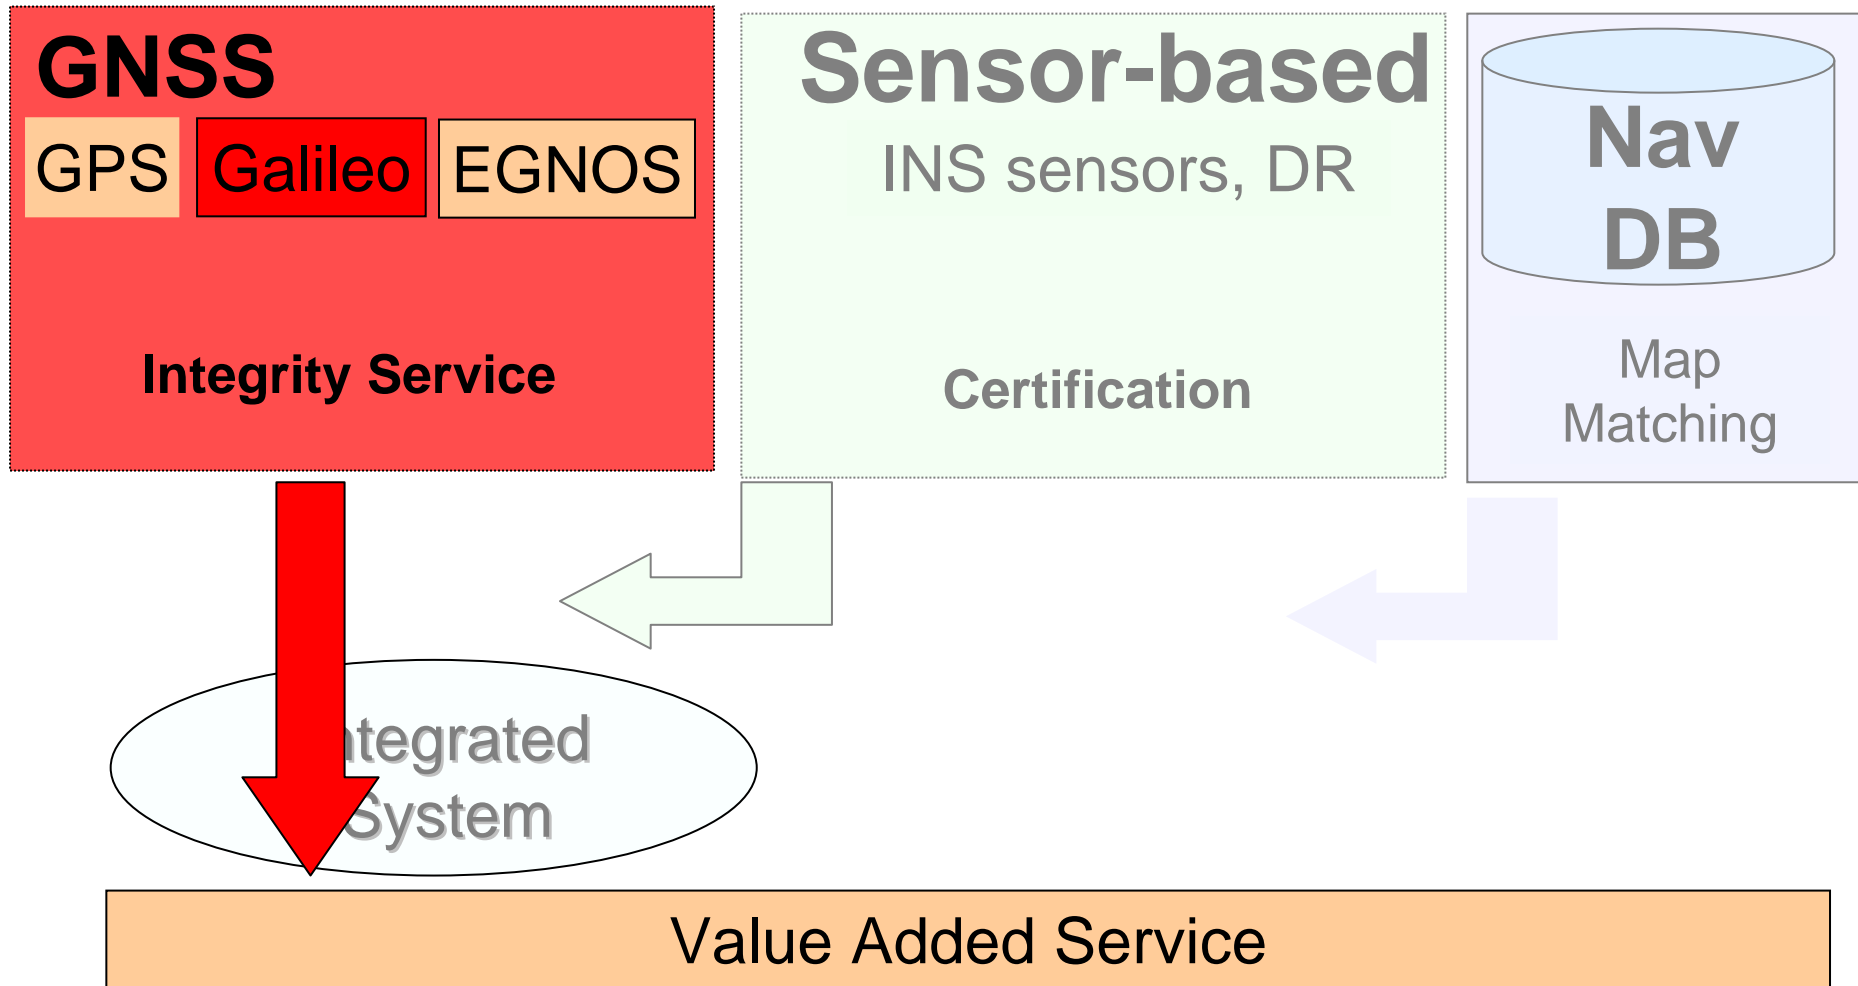 GNSS
GPS Galileo EGNOS
Integrity Service
Sensor-based
INS sensors, DR
Certification
Nav
DB
Map
Matching
ntegrated
System
Value Added Service